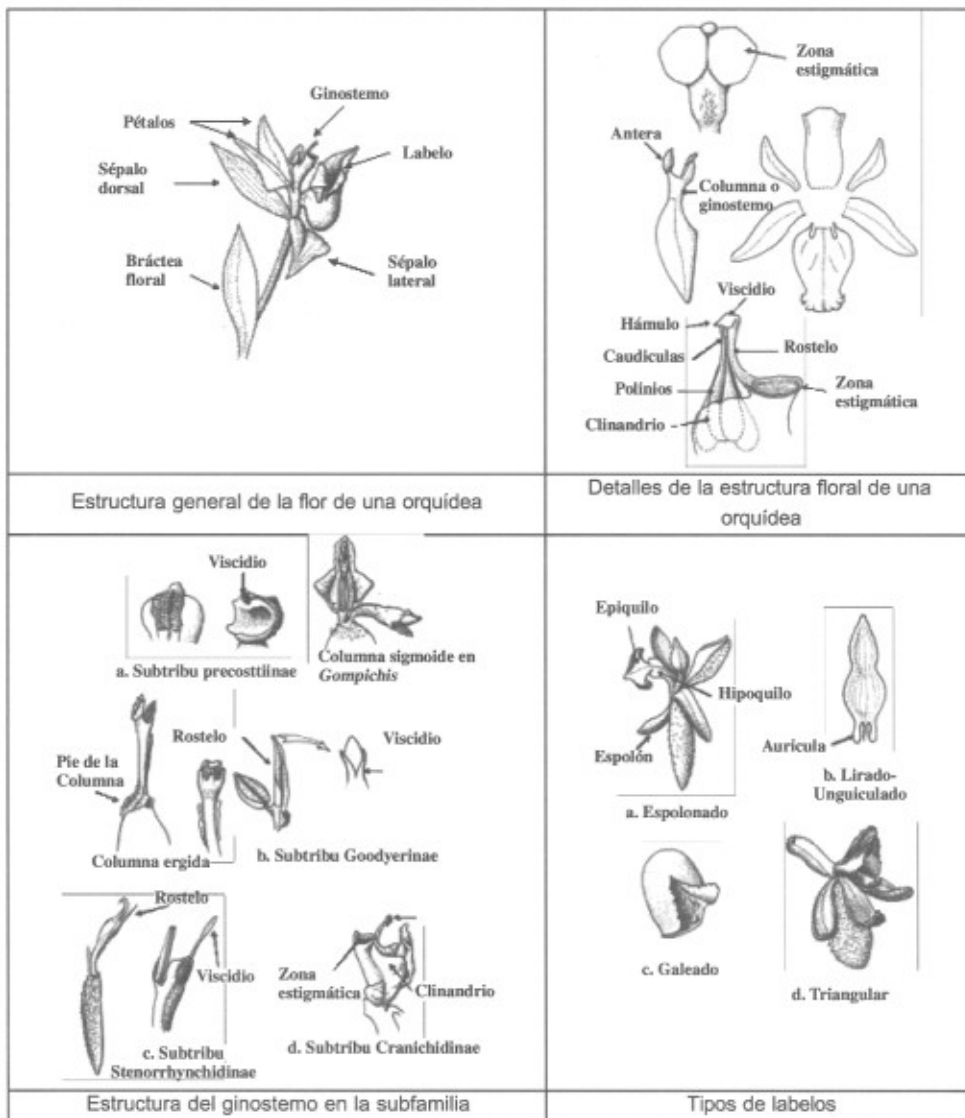 Ginostemo
Pétalos
Labelo
Sépalo
dorsal
Bráctea
floral
Sépalo
lateral
Estructura general de la flor de una orquídea
Zona
estigmática
Antera
Columna o
ginostemo
Viscidio
Hámulo
Rostelo
Caudiculas
Polinios
Zona
estigmática
Clinandrio
Detalles de la estructura floral de una
orquídea
Viscidio
a. Subtribu precosttiinae
Columna sigmoide en
Gompichis
Rostelo
Viscidio
Pie de la
Columna
Columna ergida
b. Subtribu Goodyerinae
Rostelo
Viscidio
c. Subtribu
Stenorrhynchidinae
Zona
estigmática
Clinandrio
d. Subtribu Cranichidinae
Estructura del ginostemo en la subfamilia
Epiquilo
Hipoquilo
Espolón
a. Espolonado
Aurícula
b. Lirado-
Unguiculado
c. Galeado
d. Triangular
Tipos de labelos